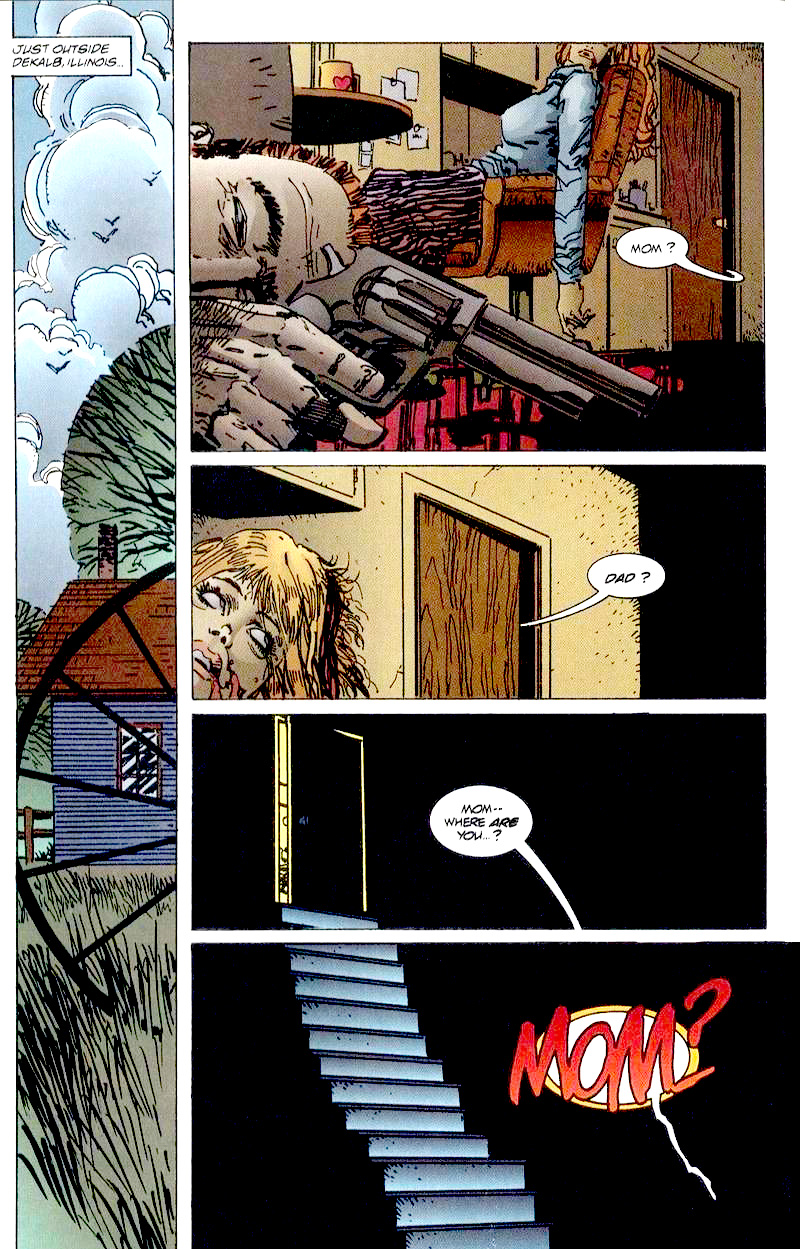 JUST OUTSIDE
DEKALB, ILLINOIS...
MOM?
DAD?
MOM--
WHERE ARE
YOU...?
MOM?